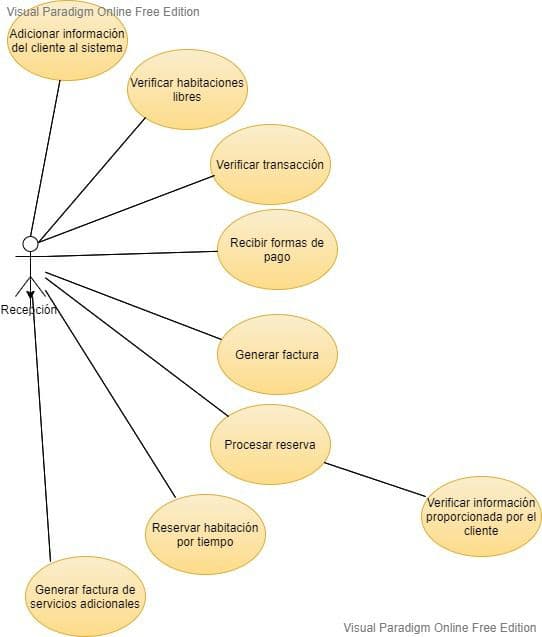 Visual Paradigm Online Free Edition
Adicionar información
del cliente al sistema
Verificar habitaciones
libres
Verificar transacción
Recibir formas de
pago
Recepción
Generar factura
Procesar reserva
Verificar información
proporcionada por el
cliente
Reservar habitación
por tiempo
Generar factura de
servicios adicionales
Visual Paradigm Online Free Edition